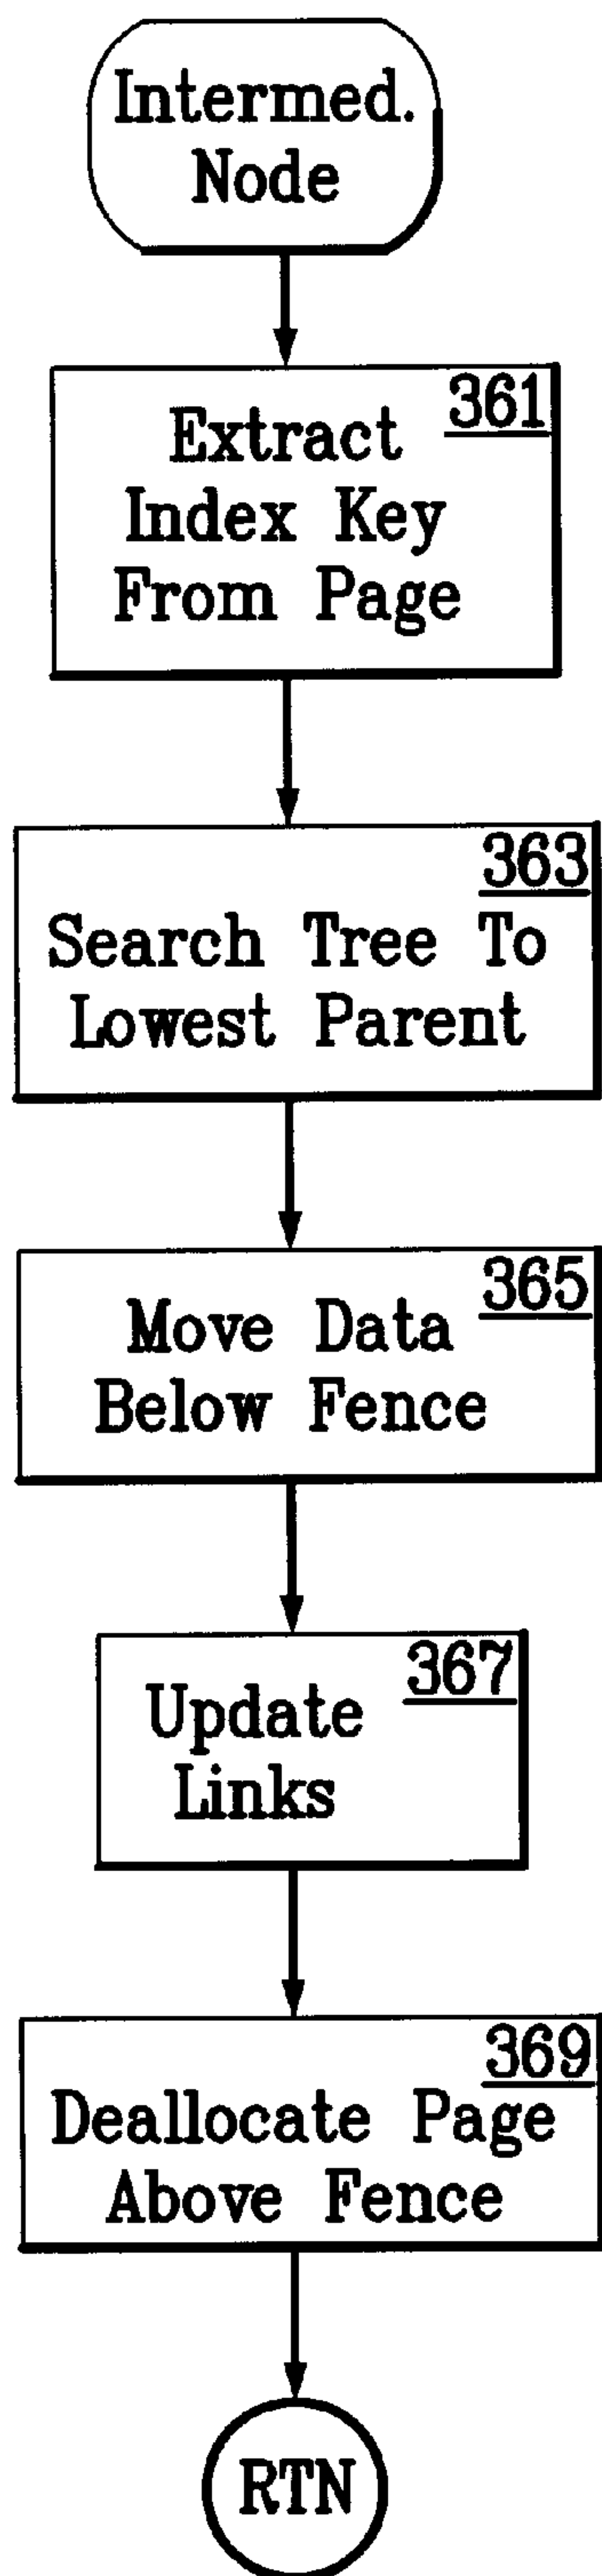 Intermed.
Node
361
Extract
Index Key
From Page
363
Search Tree To
Lowest Parent
365
Move Data
Below Fence
367
Update
Links
369
Deallocate Page
Above Fence
RTN